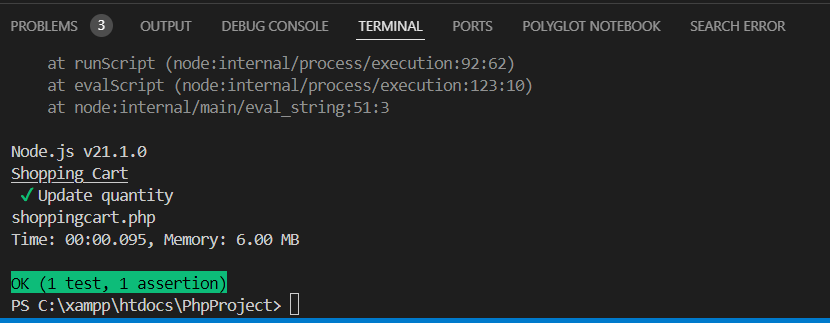 PROBLEMS 3 OUTPUT DEBUG CONSOLE TERMINAL PORTS POLYGLOT NOTEBOOK SEARCH ERROR
at runScript (node:internal/process/execution:92:62)
at evalScript (node:internal/process/execution:123:10)
at node:internal/main/eval_string:51:3
Node.js v21.1.0
Shopping Cart
✓ Update quantity
shoppingcart.php
Time: 00:00.095, Memory: 6.00 MB
OK (1 test, 1 assertion)
PS C:\xampp\htdocs\PhpProject>